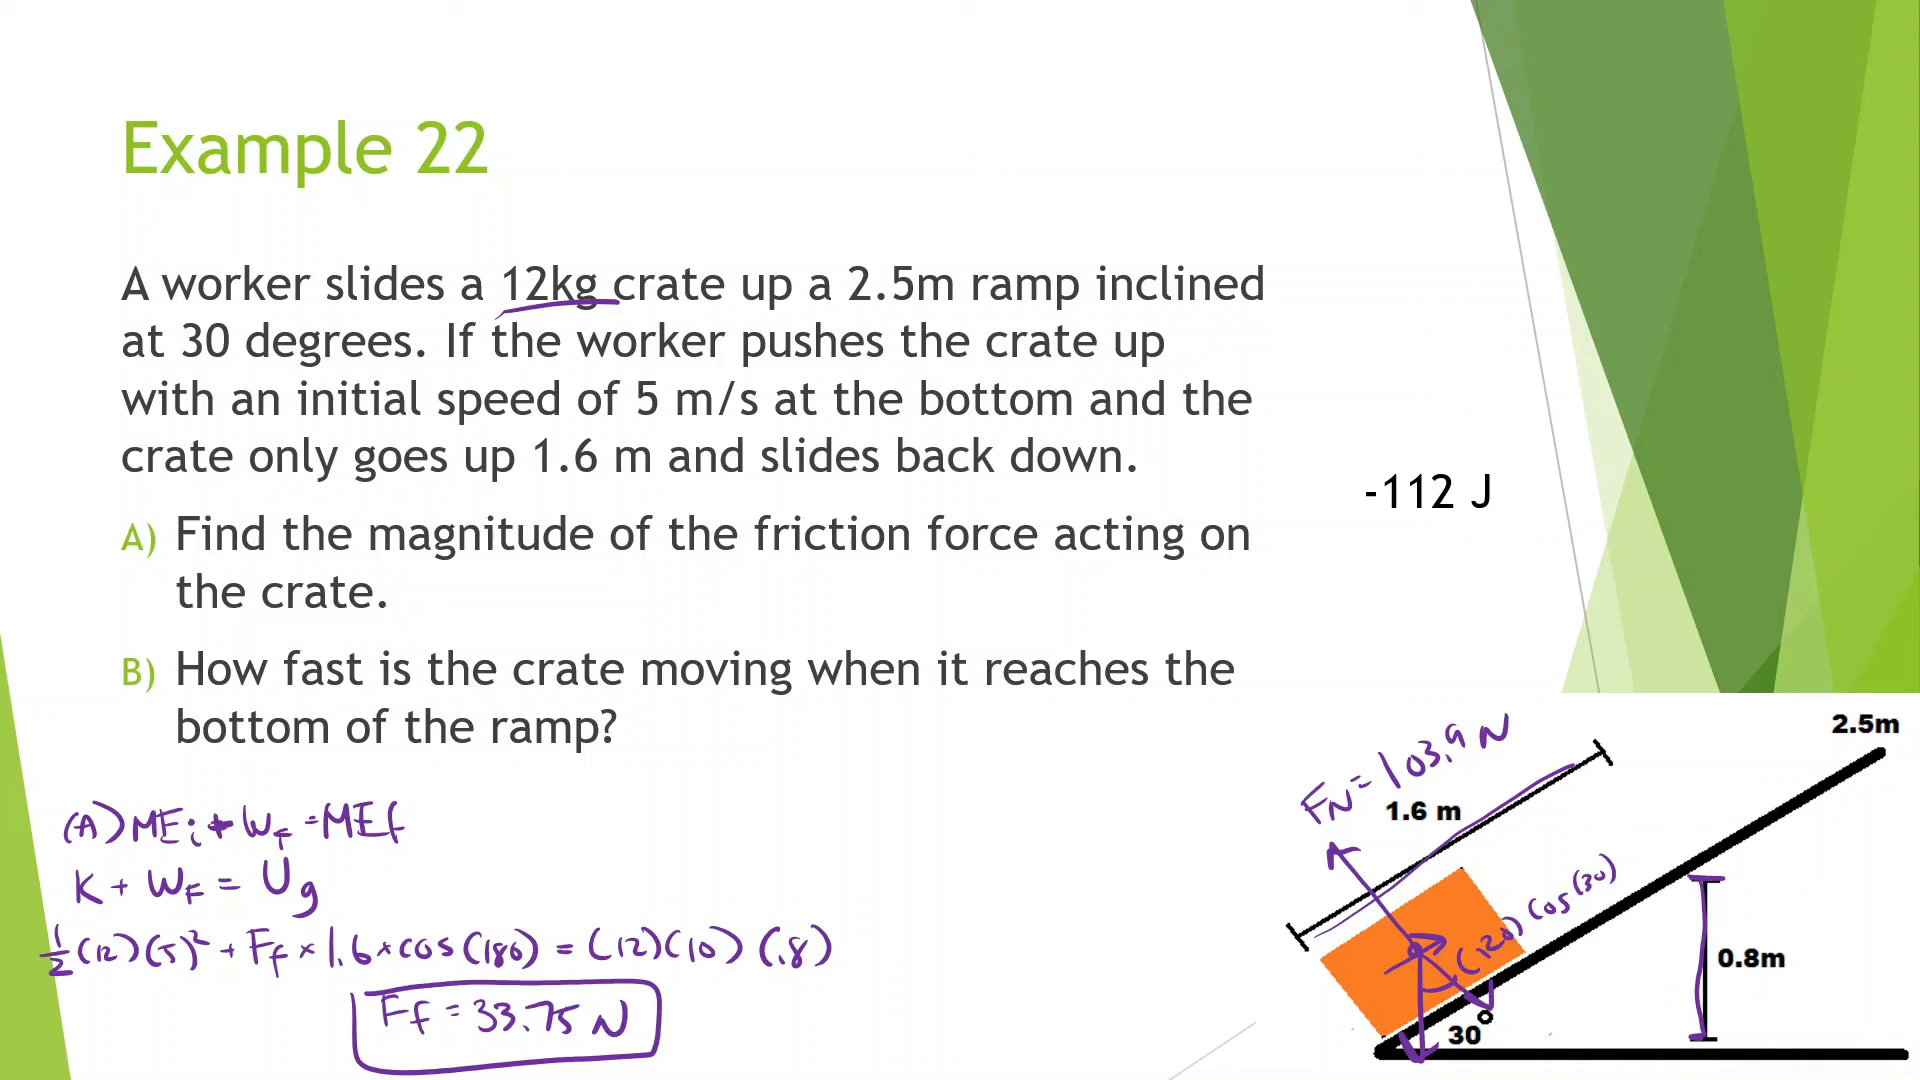 Example 22
A worker slides a 12kg crate up a 2.5m ramp inclined
at 30 degrees. If the worker pushes the crate up
with an initial speed of 5 m/s at the bottom and the
crate only goes up 1.6 m and slides back down.
-112 J
A) Find the magnitude of the friction force acting on
the crate.
B) How fast is the crate moving when it reaches the
bottom of the ramp?
(A) MEi + Wf = MEf
K + WF = Ug
1/2 (12)(5)² + Ff × 1.6 × cos(180) = (12)(10)(.8)
Ff = 33.75 N
2.5m
FN = 103.9 N
1.6 m
(120) cos(30)
0.8m
30°